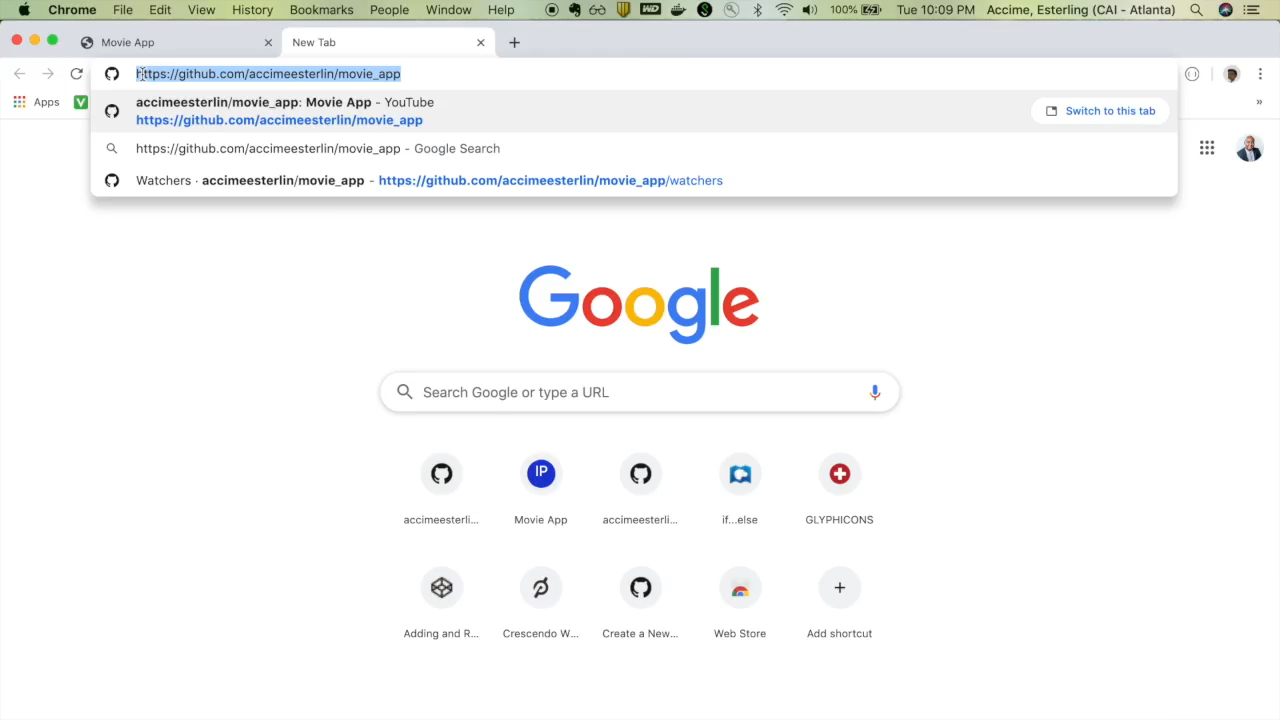 Chrome File Edit View History Bookmarks People Window Help WD S 100% Tue 10:09 PM Accime, Esterling (CAI - Atlanta)
Movie App New Tab
https://github.com/accimeesterlin/movie_app
Apps V »
accimeesterlin/movie_app: Movie App - YouTube
https://github.com/accimeesterlin/movie_app
Switch to this tab
https://github.com/accimeesterlin/movie_app - Google Search
Watchers · accimeesterlin/movie_app - https://github.com/accimeesterlin/movie_app/watchers
Google
Search Google or type a URL
IP
accimeesterli... Movie App accimeesterli... if...else GLYPHICONS
Adding and R... Crescendo W... Create a New... Web Store Add shortcut